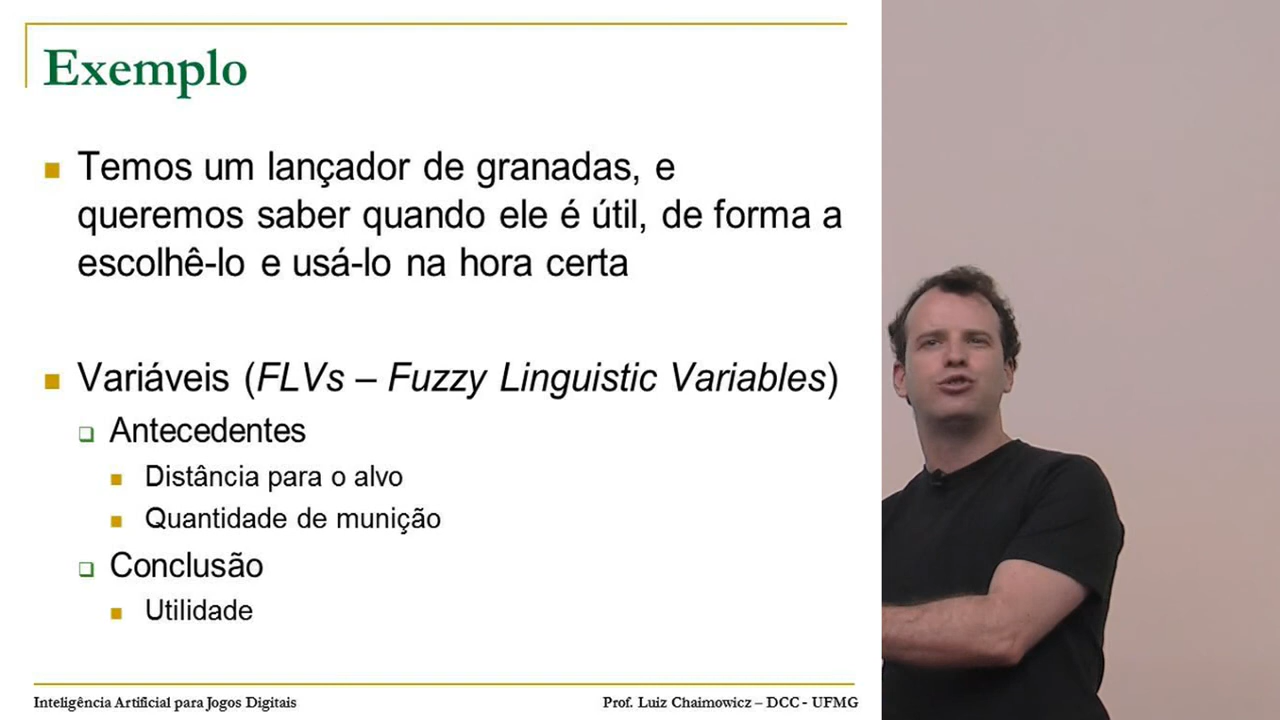 Exemplo
Temos um lançador de granadas, e
queremos saber quando ele é útil, de forma a
escolhê-lo e usá-lo na hora certa
Variáveis (FLVs – Fuzzy Linguistic Variables)
Antecedentes
Distância para o alvo
Quantidade de munição
Conclusão
Utilidade
Inteligência Artificial para Jogos Digitais
Prof. Luiz Chaimowicz – DCC - UFMG